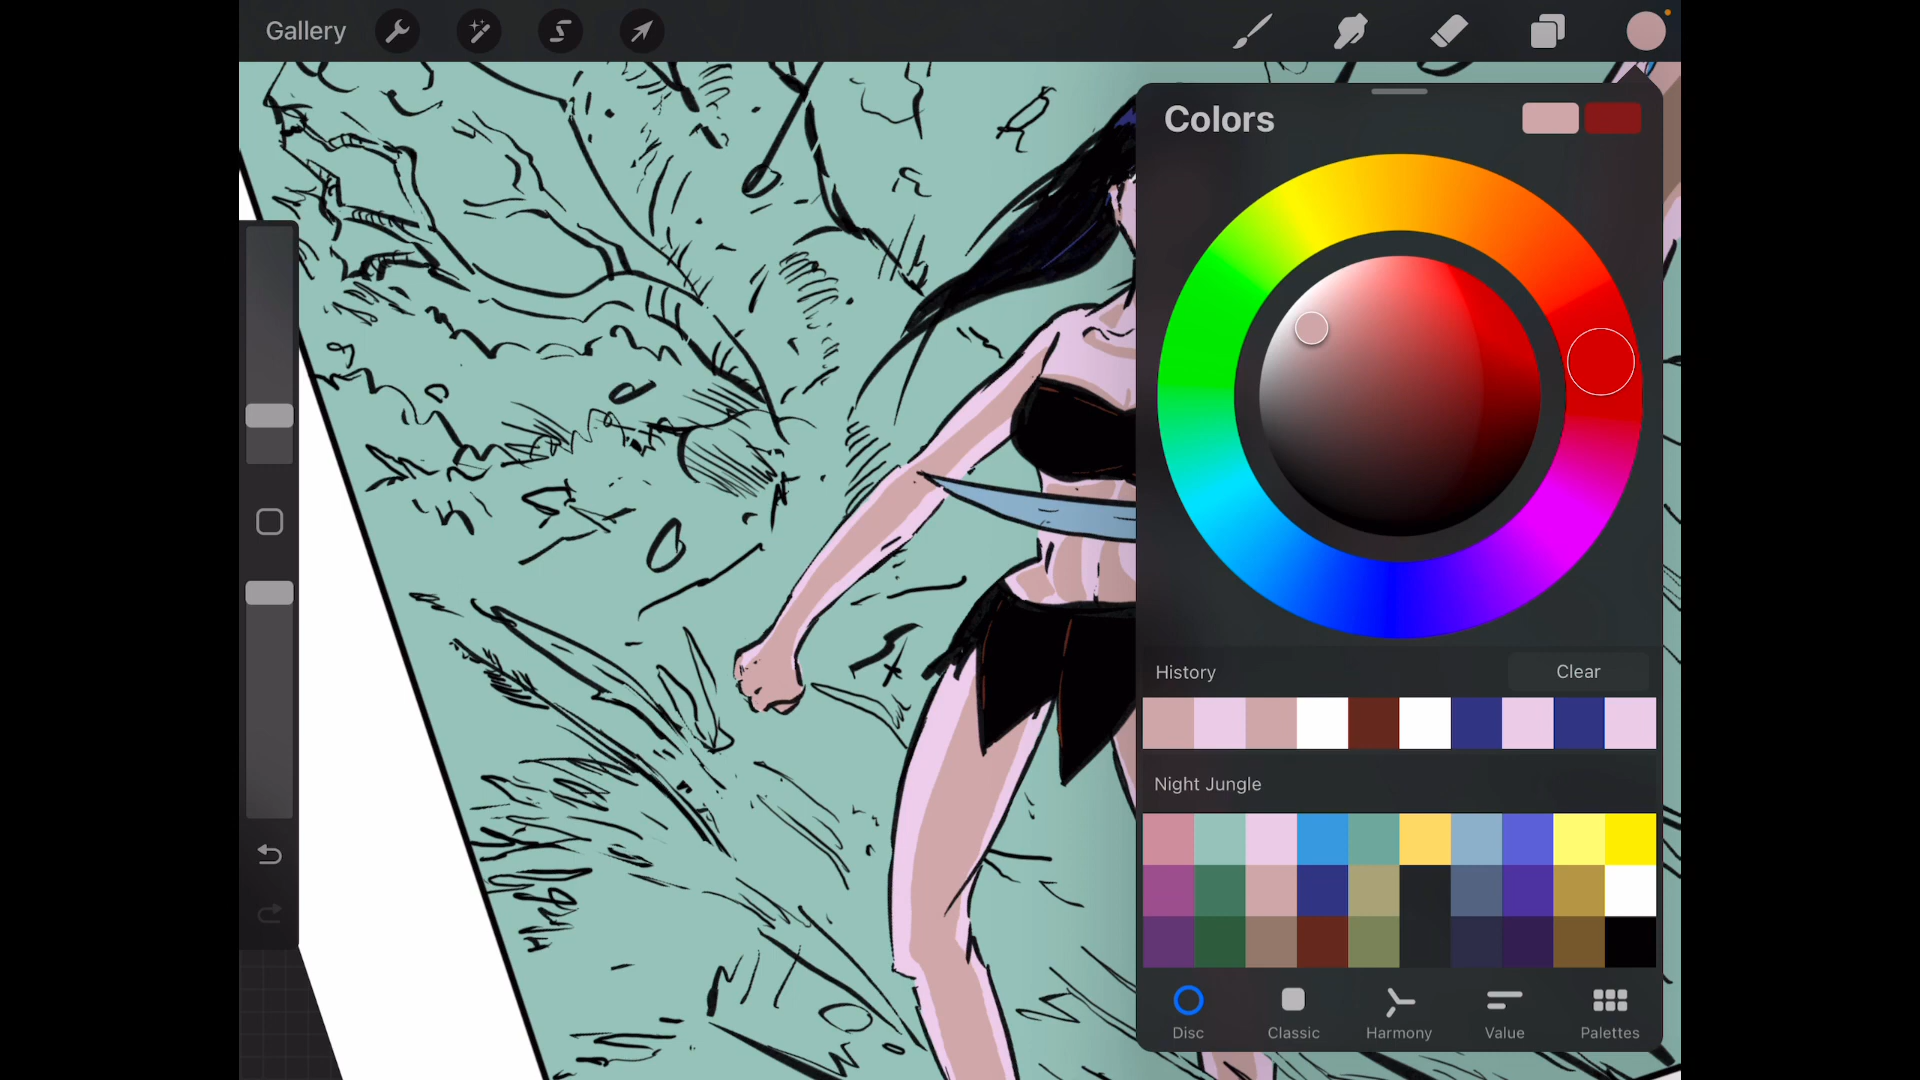 Gallery
Colors
History
Clear
Night Jungle
Disc
Classic
Harmony
Value
Palettes